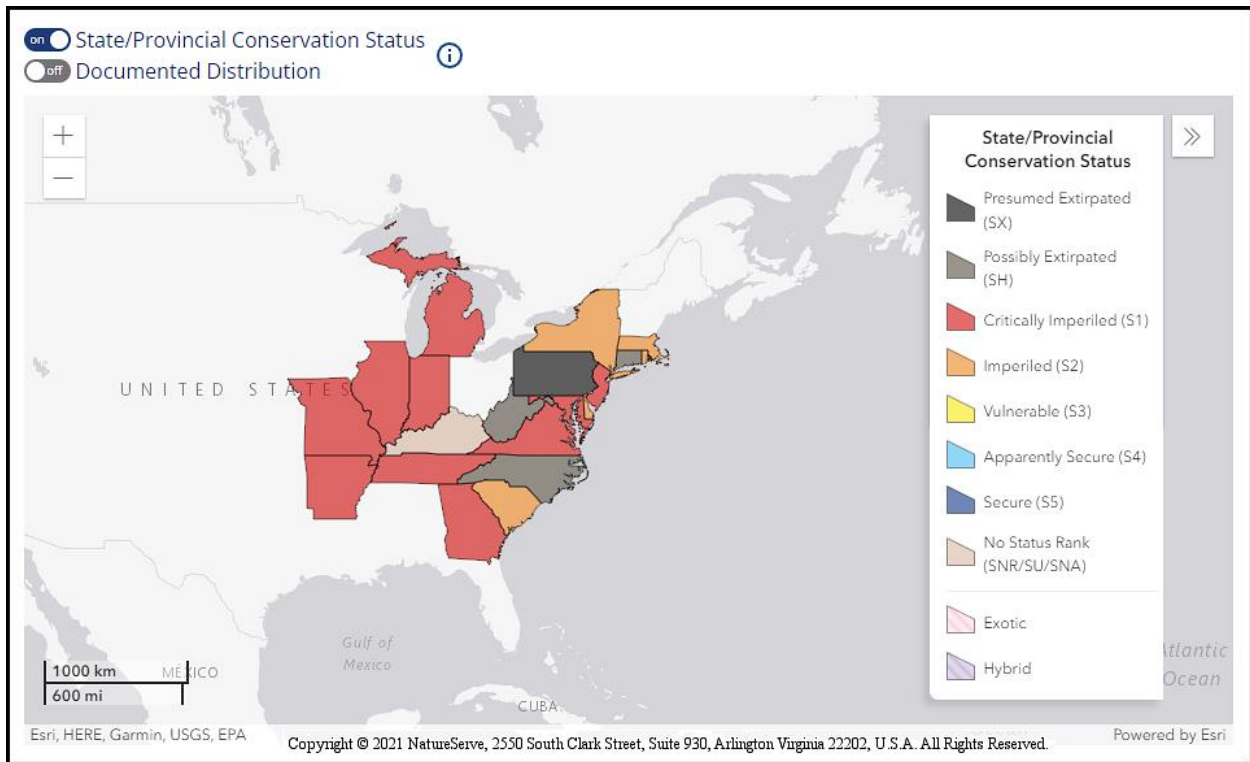 on State/Provincial Conservation Status
off Documented Distribution
State/Provincial
Conservation Status
Presumed Extirpated
(SX)
Possibly Extirpated
(SH)
Critically Imperiled (S1)
Imperiled (S2)
Vulnerable (S3)
Apparently Secure (S4)
Secure (S5)
No Status Rank
(SNR/SU/SNA)
Exotic
Hybrid
UNITED STATES
Gulf of
Mexico
MÉXICO
CUBA
Atlantic
Ocean
1000 km
600 mi
Esri, HERE, Garmin, USGS, EPA
Copyright © 2021 NatureServe, 2550 South Clark Street, Suite 930, Arlington Virginia 22202, U.S.A. All Rights Reserved.
Powered by Esri